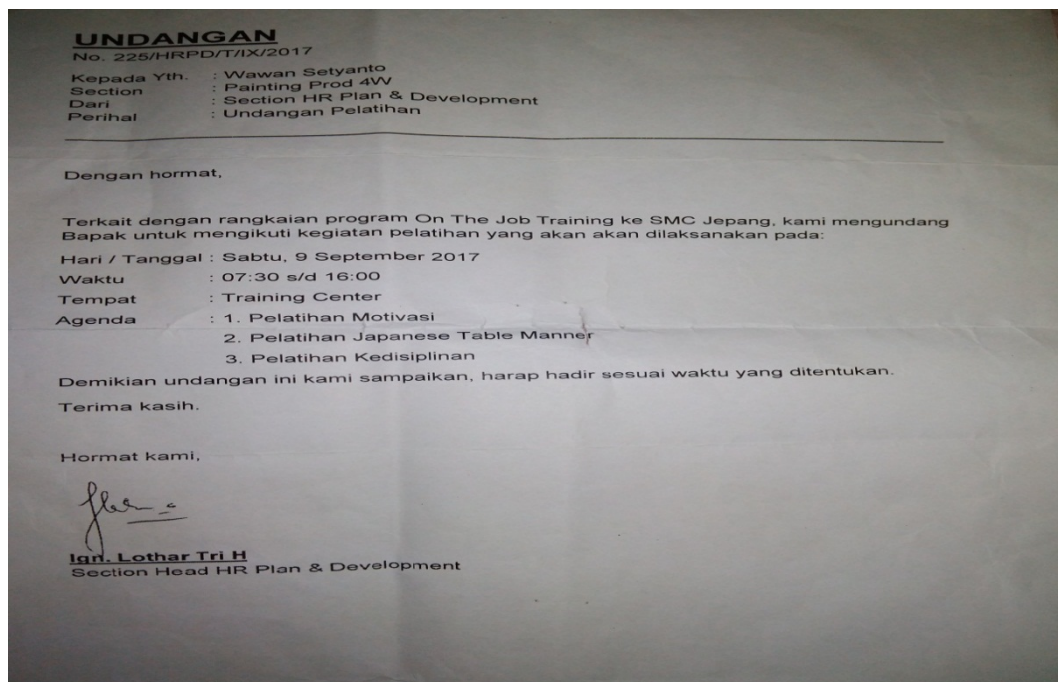 UNDANGAN
No. 225/HRPD/T/IX/2017
Kepada Yth. : Wawan Setyanto
Section : Painting Prod 4W
Dari : Section HR Plan & Development
Perihal : Undangan Pelatihan
Dengan hormat,
Terkait dengan rangkaian program On The Job Training ke SMC Jepang, kami mengundang
Bapak untuk mengikuti kegiatan pelatihan yang akan akan dilaksanakan pada:
Hari / Tanggal : Sabtu, 9 September 2017
Waktu : 07:30 s/d 16:00
Tempat : Training Center
Agenda : 1. Pelatihan Motivasi
2. Pelatihan Japanese Table Manner
3. Pelatihan Kedisiplinan
Demikian undangan ini kami sampaikan, harap hadir sesuai waktu yang ditentukan.
Terima kasih.
Hormat kami,
Ign. Lothar Tri H
Section Head HR Plan & Development